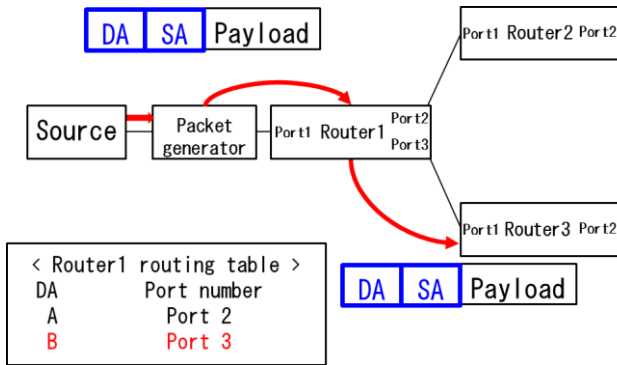 DA SA Payload
Port1 Router2 Port2
Source
Packet
generator
Port1 Router1
Port2
Port3
Port1 Router3 Port2
< Router1 routing table >
DA Port number
A Port 2
B Port 3
DA SA Payload